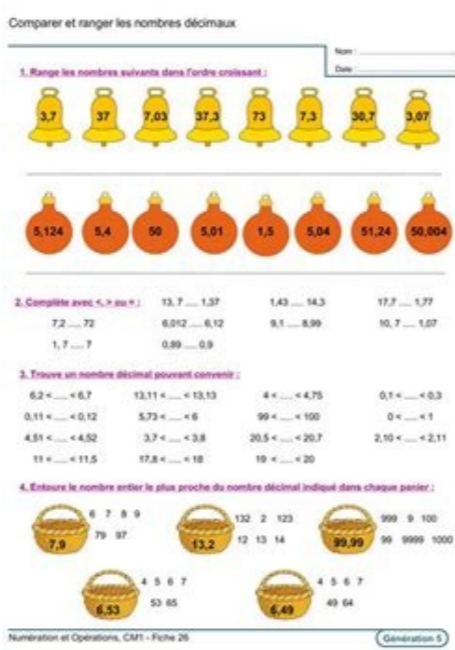 Comparer et ranger les nombres décimaux
Nom :
Date :
1. Range les nombres suivants dans l'ordre croissant :
3,7 37 7,03 37,3 73 7,3 30,7 3,07
5,124 5,4 50 5,01 1,5 5,04 51,24 50,004
2. Complète avec <, > ou = : 13, 7 .... 1,37 1,43 .... 14,3 17,7 .... 1,77
7,2 .... 72 6,012 .... 6,12 9,1 .... 8,99 10, 7 .... 1,07
1, 7 .... 7 0,89 .... 0,9
3. Trouve un nombre décimal pouvant convenir :
6,2 < .... < 6,7 13,11 < .... < 13,13 4 < .... < 4,75 0,1 < .... < 0,3
0,11 < .... < 0,12 5,73 < .... < 6 99 < .... < 100 0 < .... < 1
4,51 < .... < 4,52 3,7 < .... < 3,8 20,5 < .... < 20,7 2,10 < .... < 2,11
11 < .... < 11,5 17,8 < .... < 18 19 < .... < 20
4. Entoure le nombre entier le plus proche du nombre décimal indiqué dans chaque panier :
6 7 8 9 132 2 123 999 9 100
79 97 12 13 14 99 9999 1000
7,9 13,2 99,99
4 5 6 7 4 5 6 7
53 65 49 64
6,53 6,49
Numération et Opérations, CM1 - Fiche 26 Génération 5